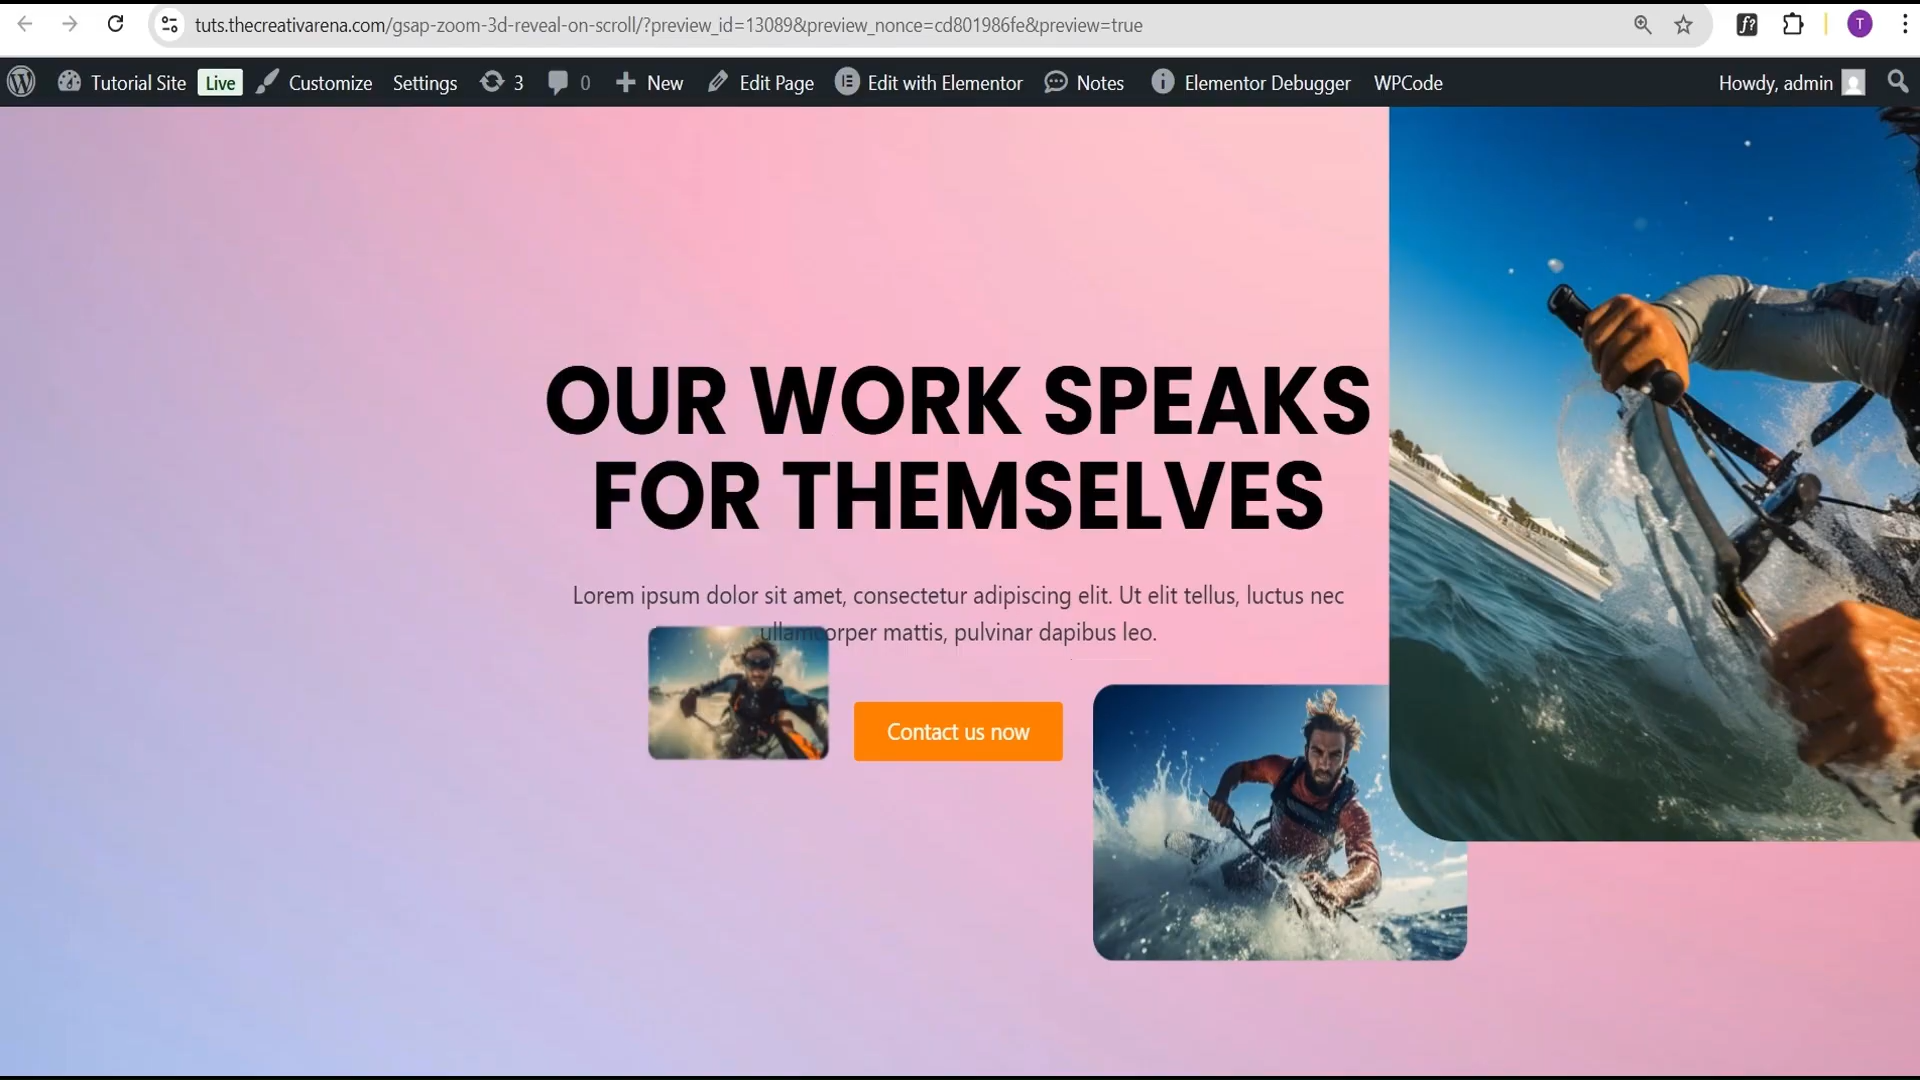 tuts.thecreativarena.com/gsap-zoom-3d-reveal-on-scroll/?preview_id=13089&preview_nonce=cd801986fe&preview=true
f?
T
Tutorial Site Live Customize Settings 3 0 New Edit Page Edit with Elementor Notes Elementor Debugger WPCode Howdy, admin
OUR WORK SPEAKS
FOR THEMSELVES
Lorem ipsum dolor sit amet, consectetur adipiscing elit. Ut elit tellus, luctus nec
ullamcorper mattis, pulvinar dapibus leo.
Contact us now